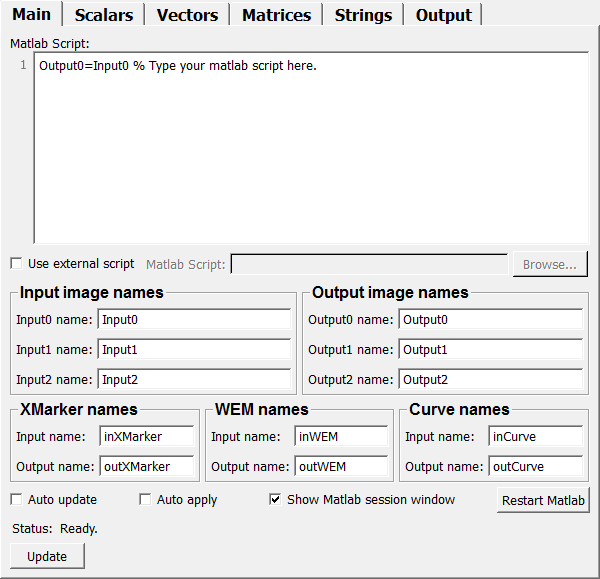 Main Scalars Vectors Matrices Strings Output
Matlab Script:
1 Output0=Input0 % Type your matlab script here.
Use external script Matlab Script: Browse...
Input image names Output image names
Input0 name: Input0 Output0 name: Output0
Input1 name: Input1 Output1 name: Output1
Input2 name: Input2 Output2 name: Output2
XMarker names WEM names Curve names
Input name: inXMarker Input name: inWEM Input name: inCurve
Output name: outXMarker Output name: outWEM Output name: outCurve
Auto update Auto apply Show Matlab session window Restart Matlab
Status: Ready.
Update